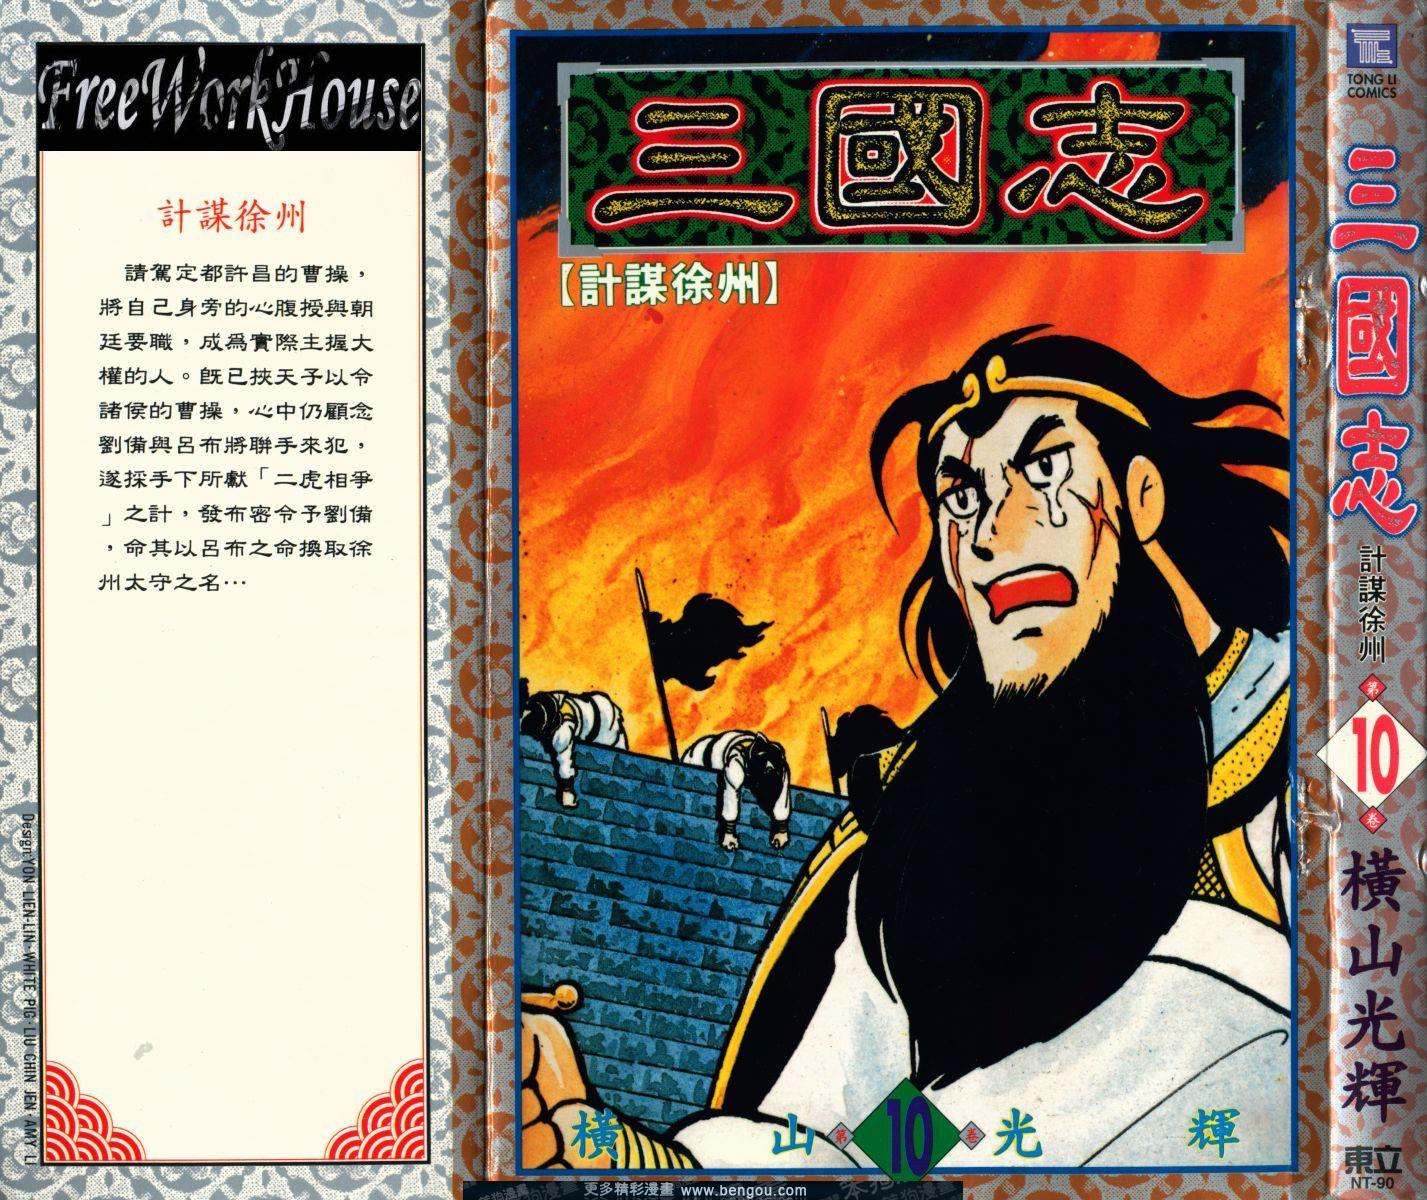 FreeWorkHouse
計謀徐州
請駕定都許昌的曹操，
將自己身旁的心腹授與朝
廷要職，成爲實際主握大
權的人。旣已挾天子以令
諸侯的曹操，心中仍顧念
劉備與呂布將聯手來犯，
遂採手下所獻「二虎相爭
」之計，發布密令予劉備
，命其以呂布之命換取徐
州太守之名…
Design:YON LIEN·LIN·WHITE PIG·LIU CHIN JEN·AMY LI
三國志
【計謀徐州】
橫山 第10卷 光輝
更多精彩漫畫 www.bengou.com
TONG LI
COMICS
三國志
計謀徐州
第
10
卷
橫山光輝
東立
NT-90